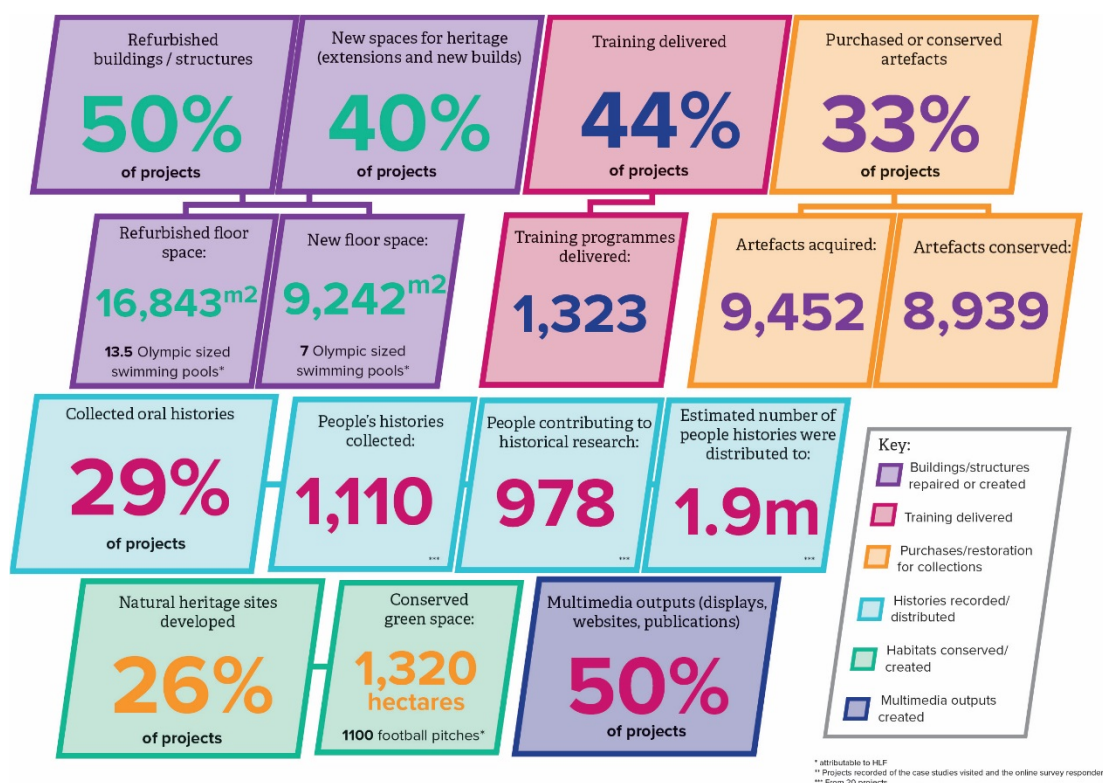 Refurbished
buildings / structures
50%
of projects
New spaces for heritage
(extensions and new builds)
40%
of projects
Training delivered
44%
of projects
Purchased or conserved
artefacts
33%
of projects
Refurbished floor
space:
16,843m2
13.5 Olympic sized
swimming pools*
New floor space:
9,242m2
7 Olympic sized
swimming pools*
Training programmes
delivered:
1,323
Artefacts acquired:
9,452
Artefacts conserved:
8,939
Collected oral histories
29%
of projects
People's histories
collected:
1,110
***
People contributing to
historical research:
978
***
Estimated number of
people histories were
distributed to:
1.9m
***
Key:
Buildings/structures
repaired or created
Training delivered
Purchases/restoration
for collections
Histories recorded/
distributed
Habitats conserved/
created
Multimedia outputs
created
Natural heritage sites
developed
26%
of projects
Conserved
green space:
1,320
hectares
1100 football pitches*
Multimedia outputs (displays,
websites, publications)
50%
of projects
* attributable to HLF
** Projects recorded of the case studies visited and the online survey responder
*** From 20 projects